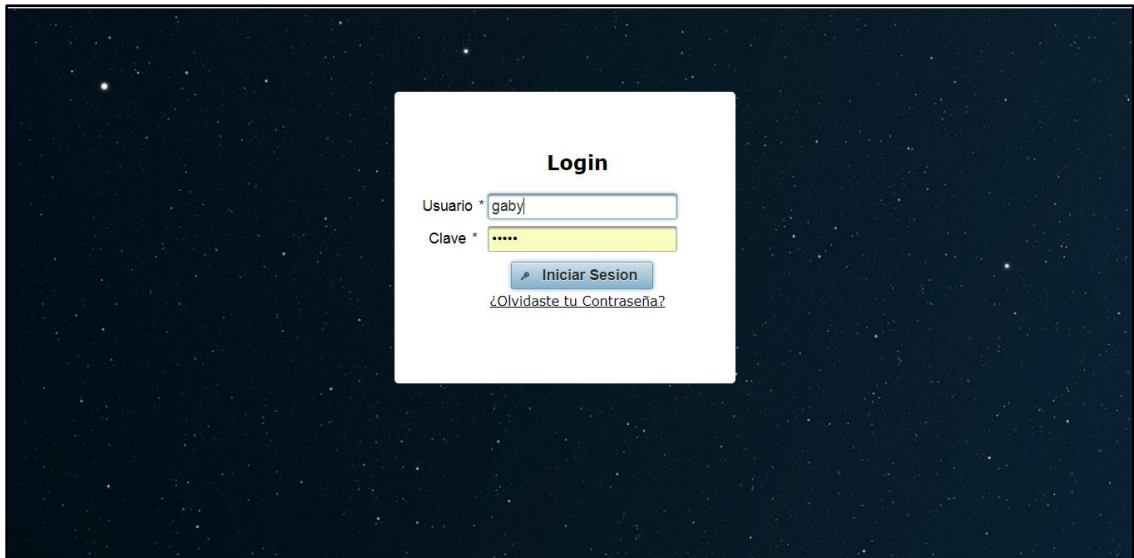 Login
Usuario * gaby
Clave * •••••
Iniciar Sesion
¿Olvidaste tu Contraseña?